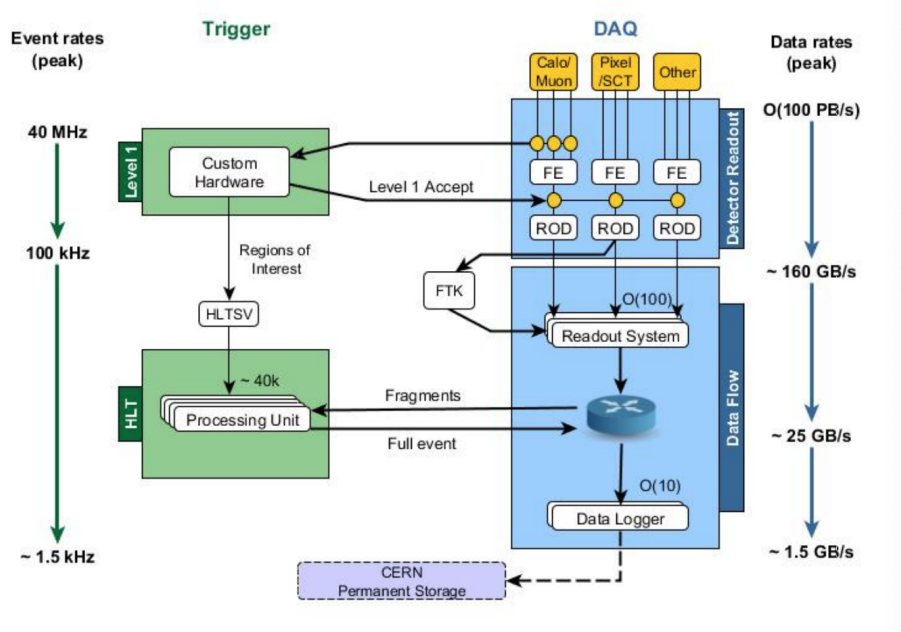 Trigger
DAQ
Event rates
(peak)
Data rates
(peak)
Calo/
Muon
Pixel
/SCT
Other
O(100 PB/s)
40 MHz
Level 1
Custom
Hardware
FE
FE
FE
Detector Readout
Level 1 Accept
ROD
ROD
ROD
100 kHz
Regions of
Interest
~ 160 GB/s
FTK
O(100)
HLTSV
Readout System
HLT
~ 40k
Processing Unit
Fragments
Full event
Data Flow
~ 25 GB/s
O(10)
Data Logger
~ 1.5 kHz
~ 1.5 GB/s
CERN
Permanent Storage